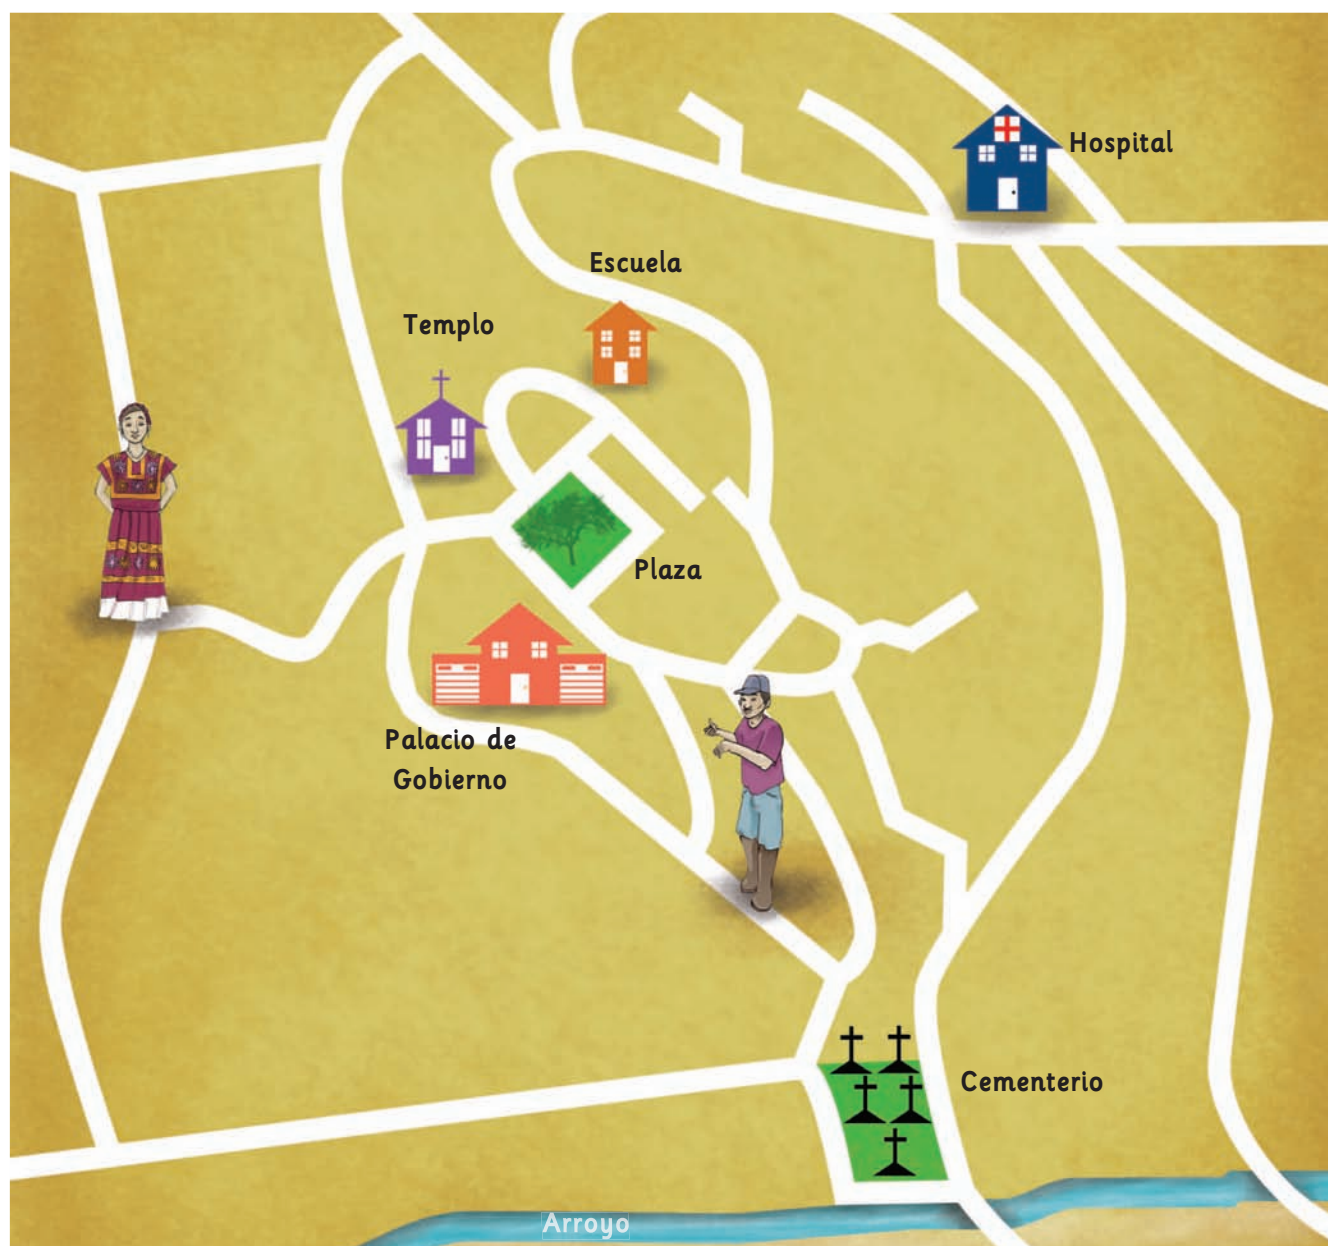 Hospital
Escuela
Templo
Plaza
Palacio de
Gobierno
Cementerio
Arroyo